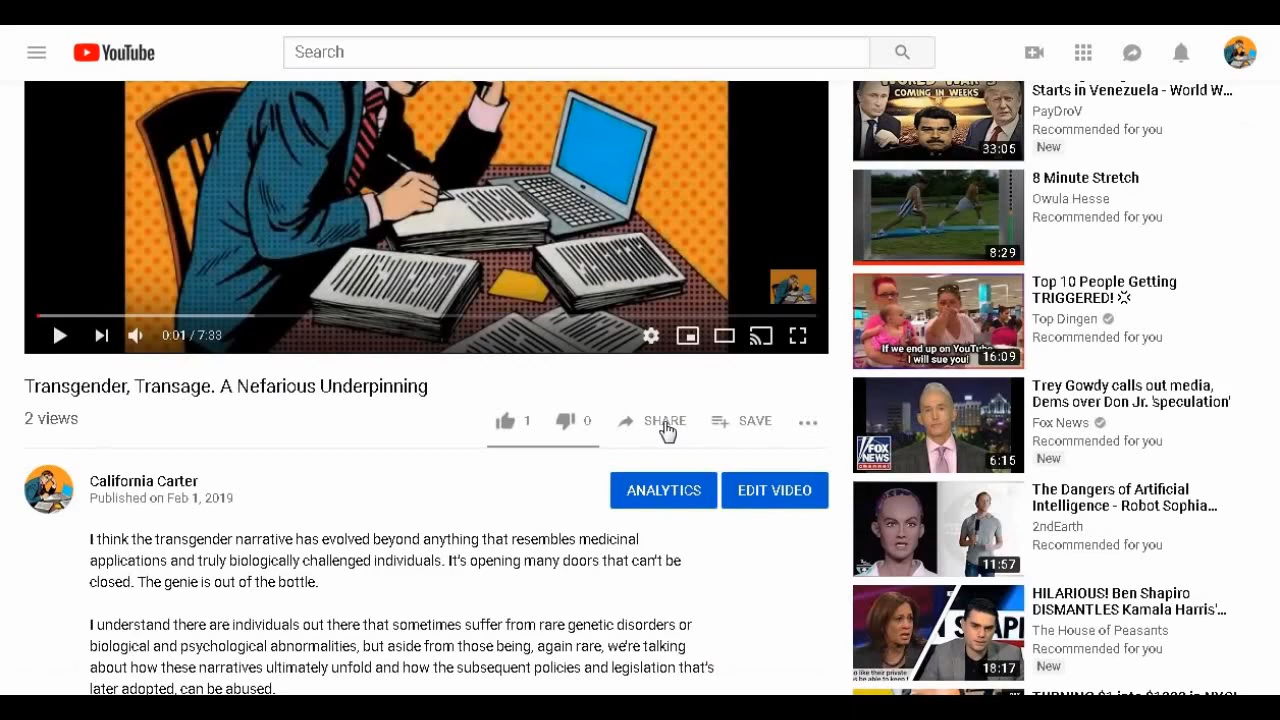 YouTube
Search
0:01 / 7:33
Transgender, Transage. A Nefarious Underpinning
2 views
1
0
SHARE
SAVE
California Carter
Published on Feb 1, 2019
ANALYTICS
EDIT VIDEO
I think the transgender narrative has evolved beyond anything that resembles medicinal
applications and truly biologically challenged individuals. It's opening many doors that can't be
closed. The genie is out of the bottle.
I understand there are individuals out there that sometimes suffer from rare genetic disorders or
biological and psychological abnormalities, but aside from those being, again rare, we're talking
about how these narratives ultimately unfold and how the subsequent policies and legislation that's
later adopted can be abused.
COMING IN WEEKS
33:05
Starts in Venezuela - World W...
PayDroV
Recommended for you
New
8:29
8 Minute Stretch
Owula Hesse
Recommended for you
If we end up on YouTube
I will sue you!
16:09
Top 10 People Getting
TRIGGERED!
Top Dingen
Recommended for you
FOX
NEWS
channel
6:15
Trey Gowdy calls out media,
Dems over Don Jr. 'speculation'
Fox News
Recommended for you
New
11:57
The Dangers of Artificial
Intelligence - Robot Sophia...
2ndEarth
Recommended for you
18:17
HILARIOUS! Ben Shapiro
DISMANTLES Kamala Harris'...
The House of Peasants
Recommended for you
New